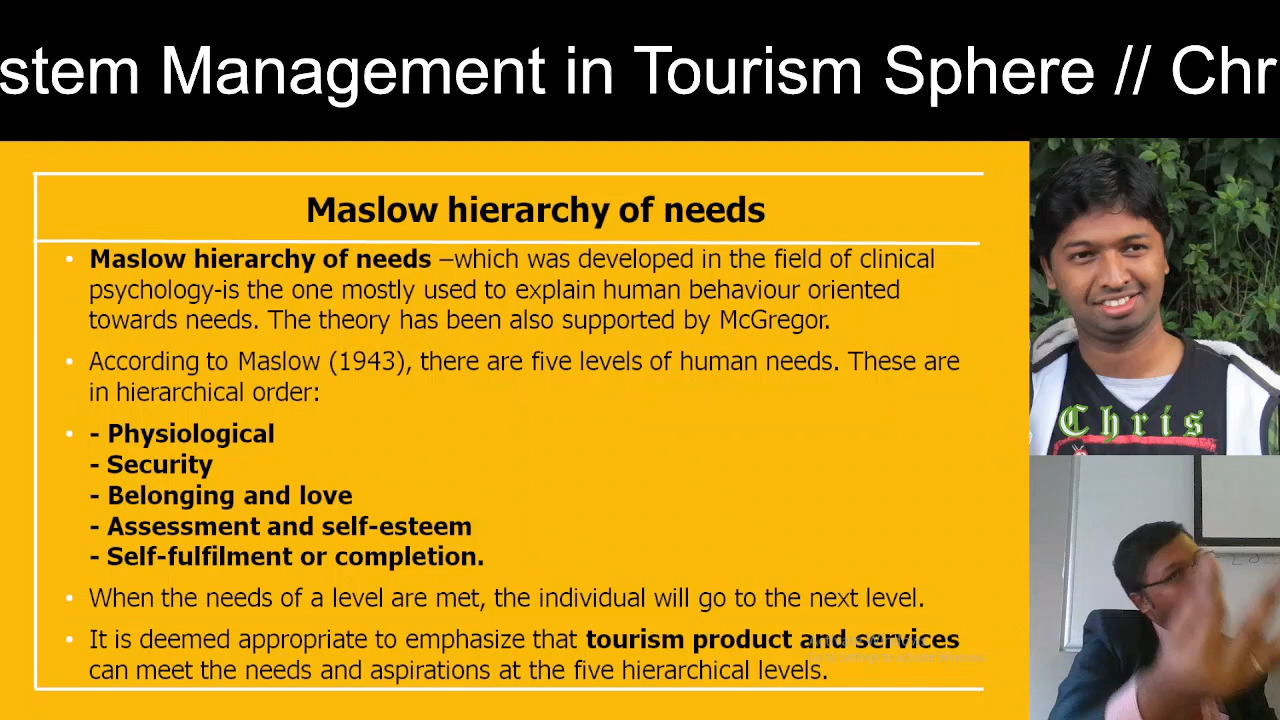 stem Management in Tourism Sphere // Chr
Maslow hierarchy of needs
• Maslow hierarchy of needs –which was developed in the field of clinical
psychology-is the one mostly used to explain human behaviour oriented
towards needs. The theory has been also supported by McGregor.
• According to Maslow (1943), there are five levels of human needs. These are
in hierarchical order:
• - Physiological
- Security
- Belonging and love
- Assessment and self-esteem
- Self-fulfilment or completion.
• When the needs of a level are met, the individual will go to the next level.
• It is deemed appropriate to emphasize that tourism product and services
can meet the needs and aspirations at the five hierarchical levels.
Chris